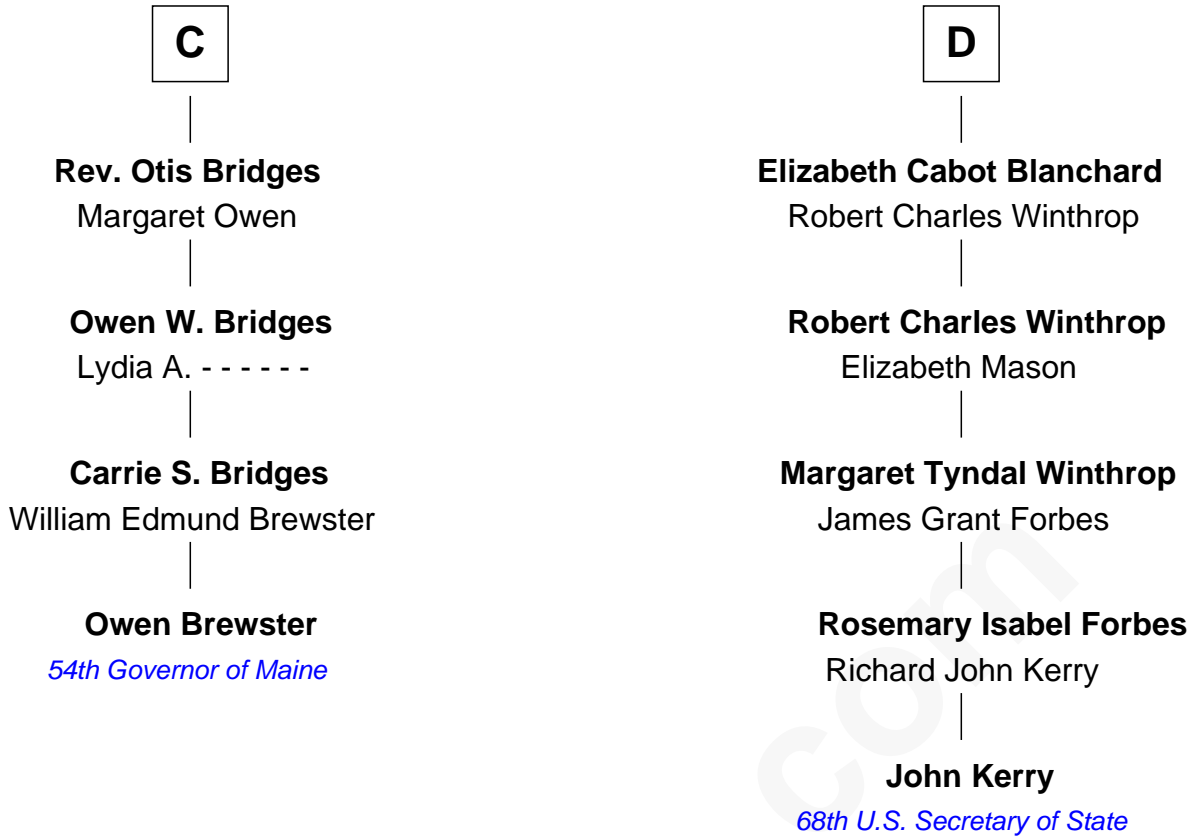 C
Rev. Otis Bridges
Margaret Owen
Owen W. Bridges
Lydia A. - - - - - -
Carrie S. Bridges
William Edmund Brewster
Owen Brewster
54th Governor of Maine
D
Elizabeth Cabot Blanchard
Robert Charles Winthrop
Robert Charles Winthrop
Elizabeth Mason
Margaret Tyndal Winthrop
James Grant Forbes
Rosemary Isabel Forbes
Richard John Kerry
John Kerry
68th U.S. Secretary of State
com